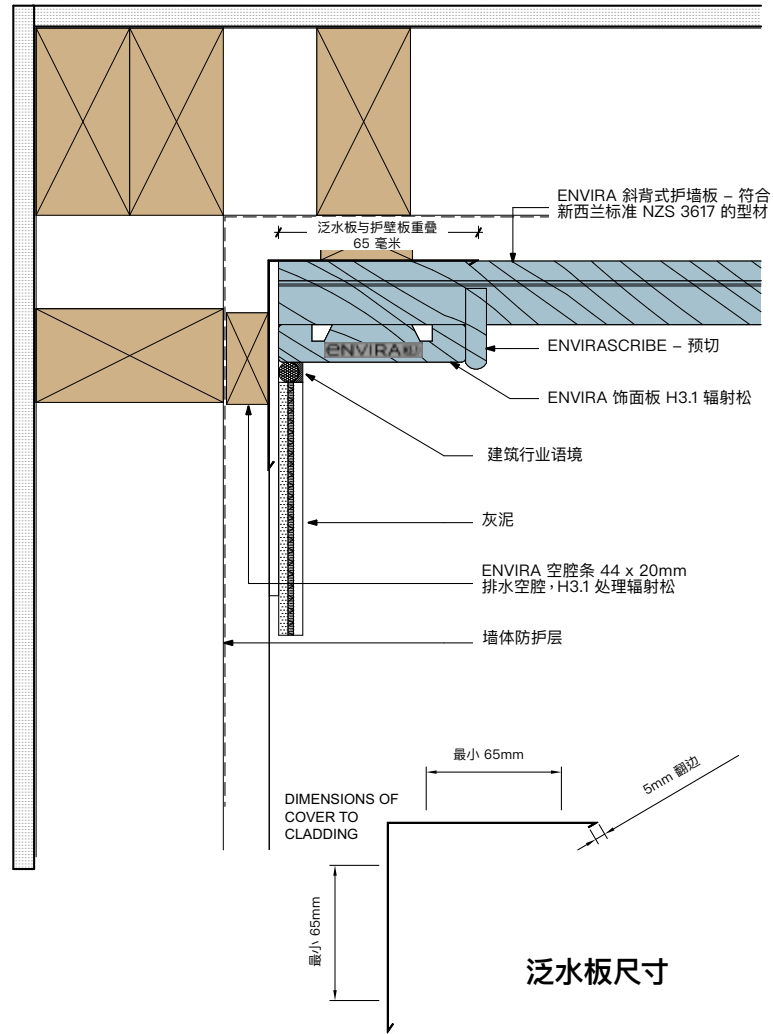 ENVIRA 斜背式护墙板 – 符合
新西兰标准 NZS 3617 的型材
泛水板与护壁板重叠
65 毫米
ENVIRA
ENVIRASCRIBE – 预切
ENVIRA 饰面板 H3.1 辐射松
建筑行业语境
灰泥
ENVIRA 空腔条 44 x 20mm
排水空腔，H3.1 处理辐射松
墙体防护层
最小 65mm
5mm 翻边
DIMENSIONS OF
COVER TO
CLADDING
最小 65mm
泛水板尺寸